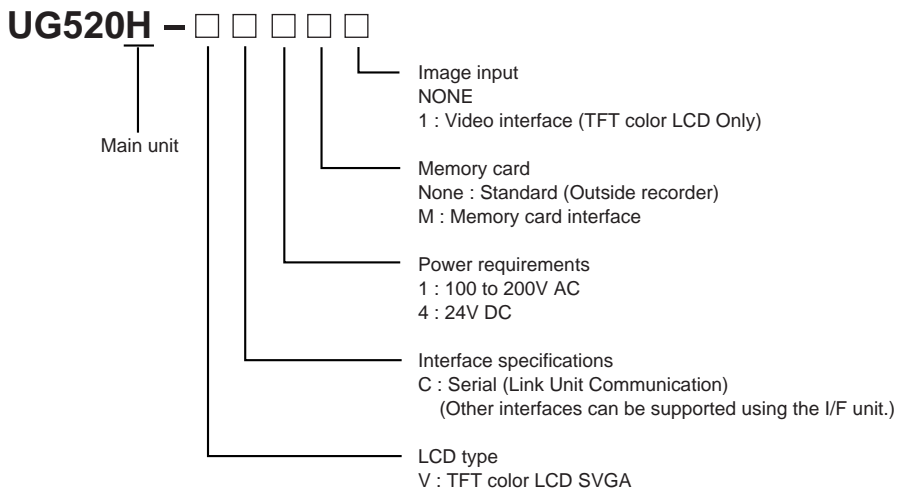 UG520H – □ □ □ □ □
Image input
NONE
1 : Video interface (TFT color LCD Only)
Main unit
Memory card
None : Standard (Outside recorder)
M : Memory card interface
Power requirements
1 : 100 to 200V AC
4 : 24V DC
Interface specifications
C : Serial (Link Unit Communication)
(Other interfaces can be supported using the I/F unit.)
LCD type
V : TFT color LCD SVGA